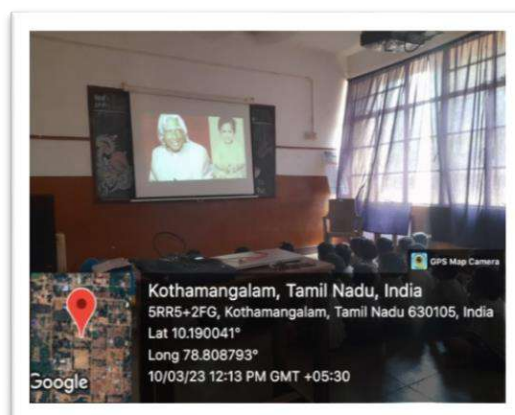 GPS Map Camera
Kothamangalam, Tamil Nadu, India
5RR5+2FG, Kothamangalam, Tamil Nadu 630105, India
Lat 10.190041°
Long 78.808793°
10/03/23 12:13 PM GMT +05:30
Google